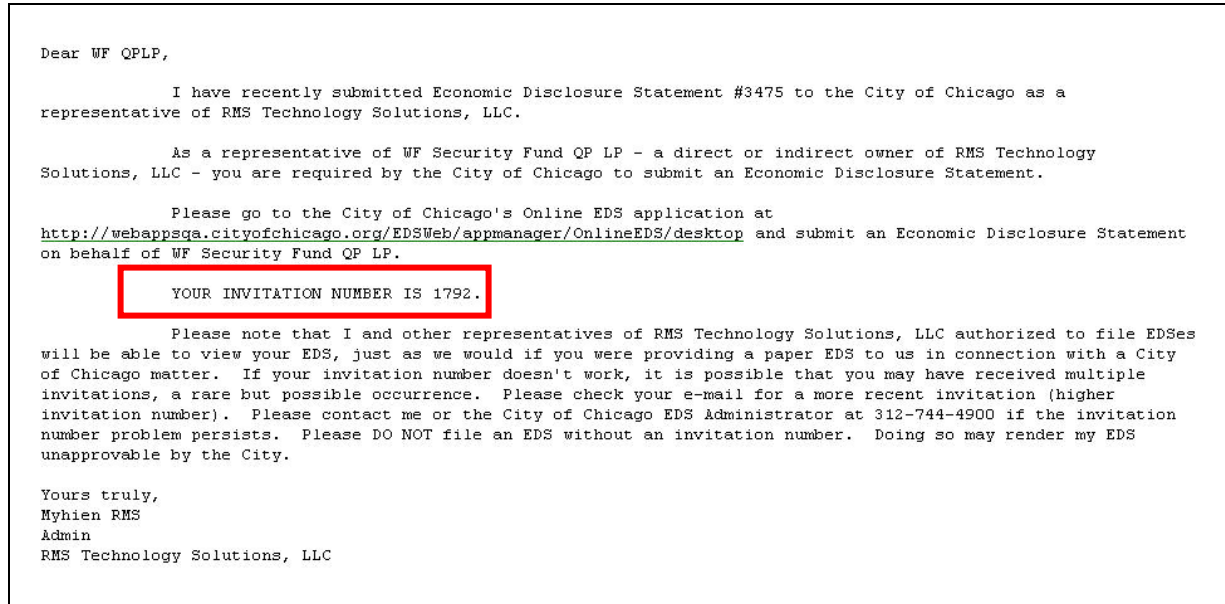 Dear WF QPLP,
I have recently submitted Economic Disclosure Statement #3475 to the City of Chicago as a
representative of RMS Technology Solutions, LLC.
As a representative of WF Security Fund QP LP - a direct or indirect owner of RMS Technology
Solutions, LLC - you are required by the City of Chicago to submit an Economic Disclosure Statement.
Please go to the City of Chicago's Online EDS application at
http://webappsqa.cityofchicago.org/EDSWeb/appmanager/OnlineEDS/desktop and submit an Economic Disclosure Statement
on behalf of WF Security Fund QP LP.
YOUR INVITATION NUMBER IS 1792.
Please note that I and other representatives of RMS Technology Solutions, LLC authorized to file EDSes
will be able to view your EDS, just as we would if you were providing a paper EDS to us in connection with a City
of Chicago matter.  If your invitation number doesn't work, it is possible that you may have received multiple
invitations, a rare but possible occurrence.  Please check your e-mail for a more recent invitation (higher
invitation number).  Please contact me or the City of Chicago EDS Administrator at 312-744-4900 if the invitation
number problem persists.  Please DO NOT file an EDS without an invitation number.  Doing so may render my EDS
unapprovable by the City.
Yours truly,
Myhien RMS
Admin
RMS Technology Solutions, LLC